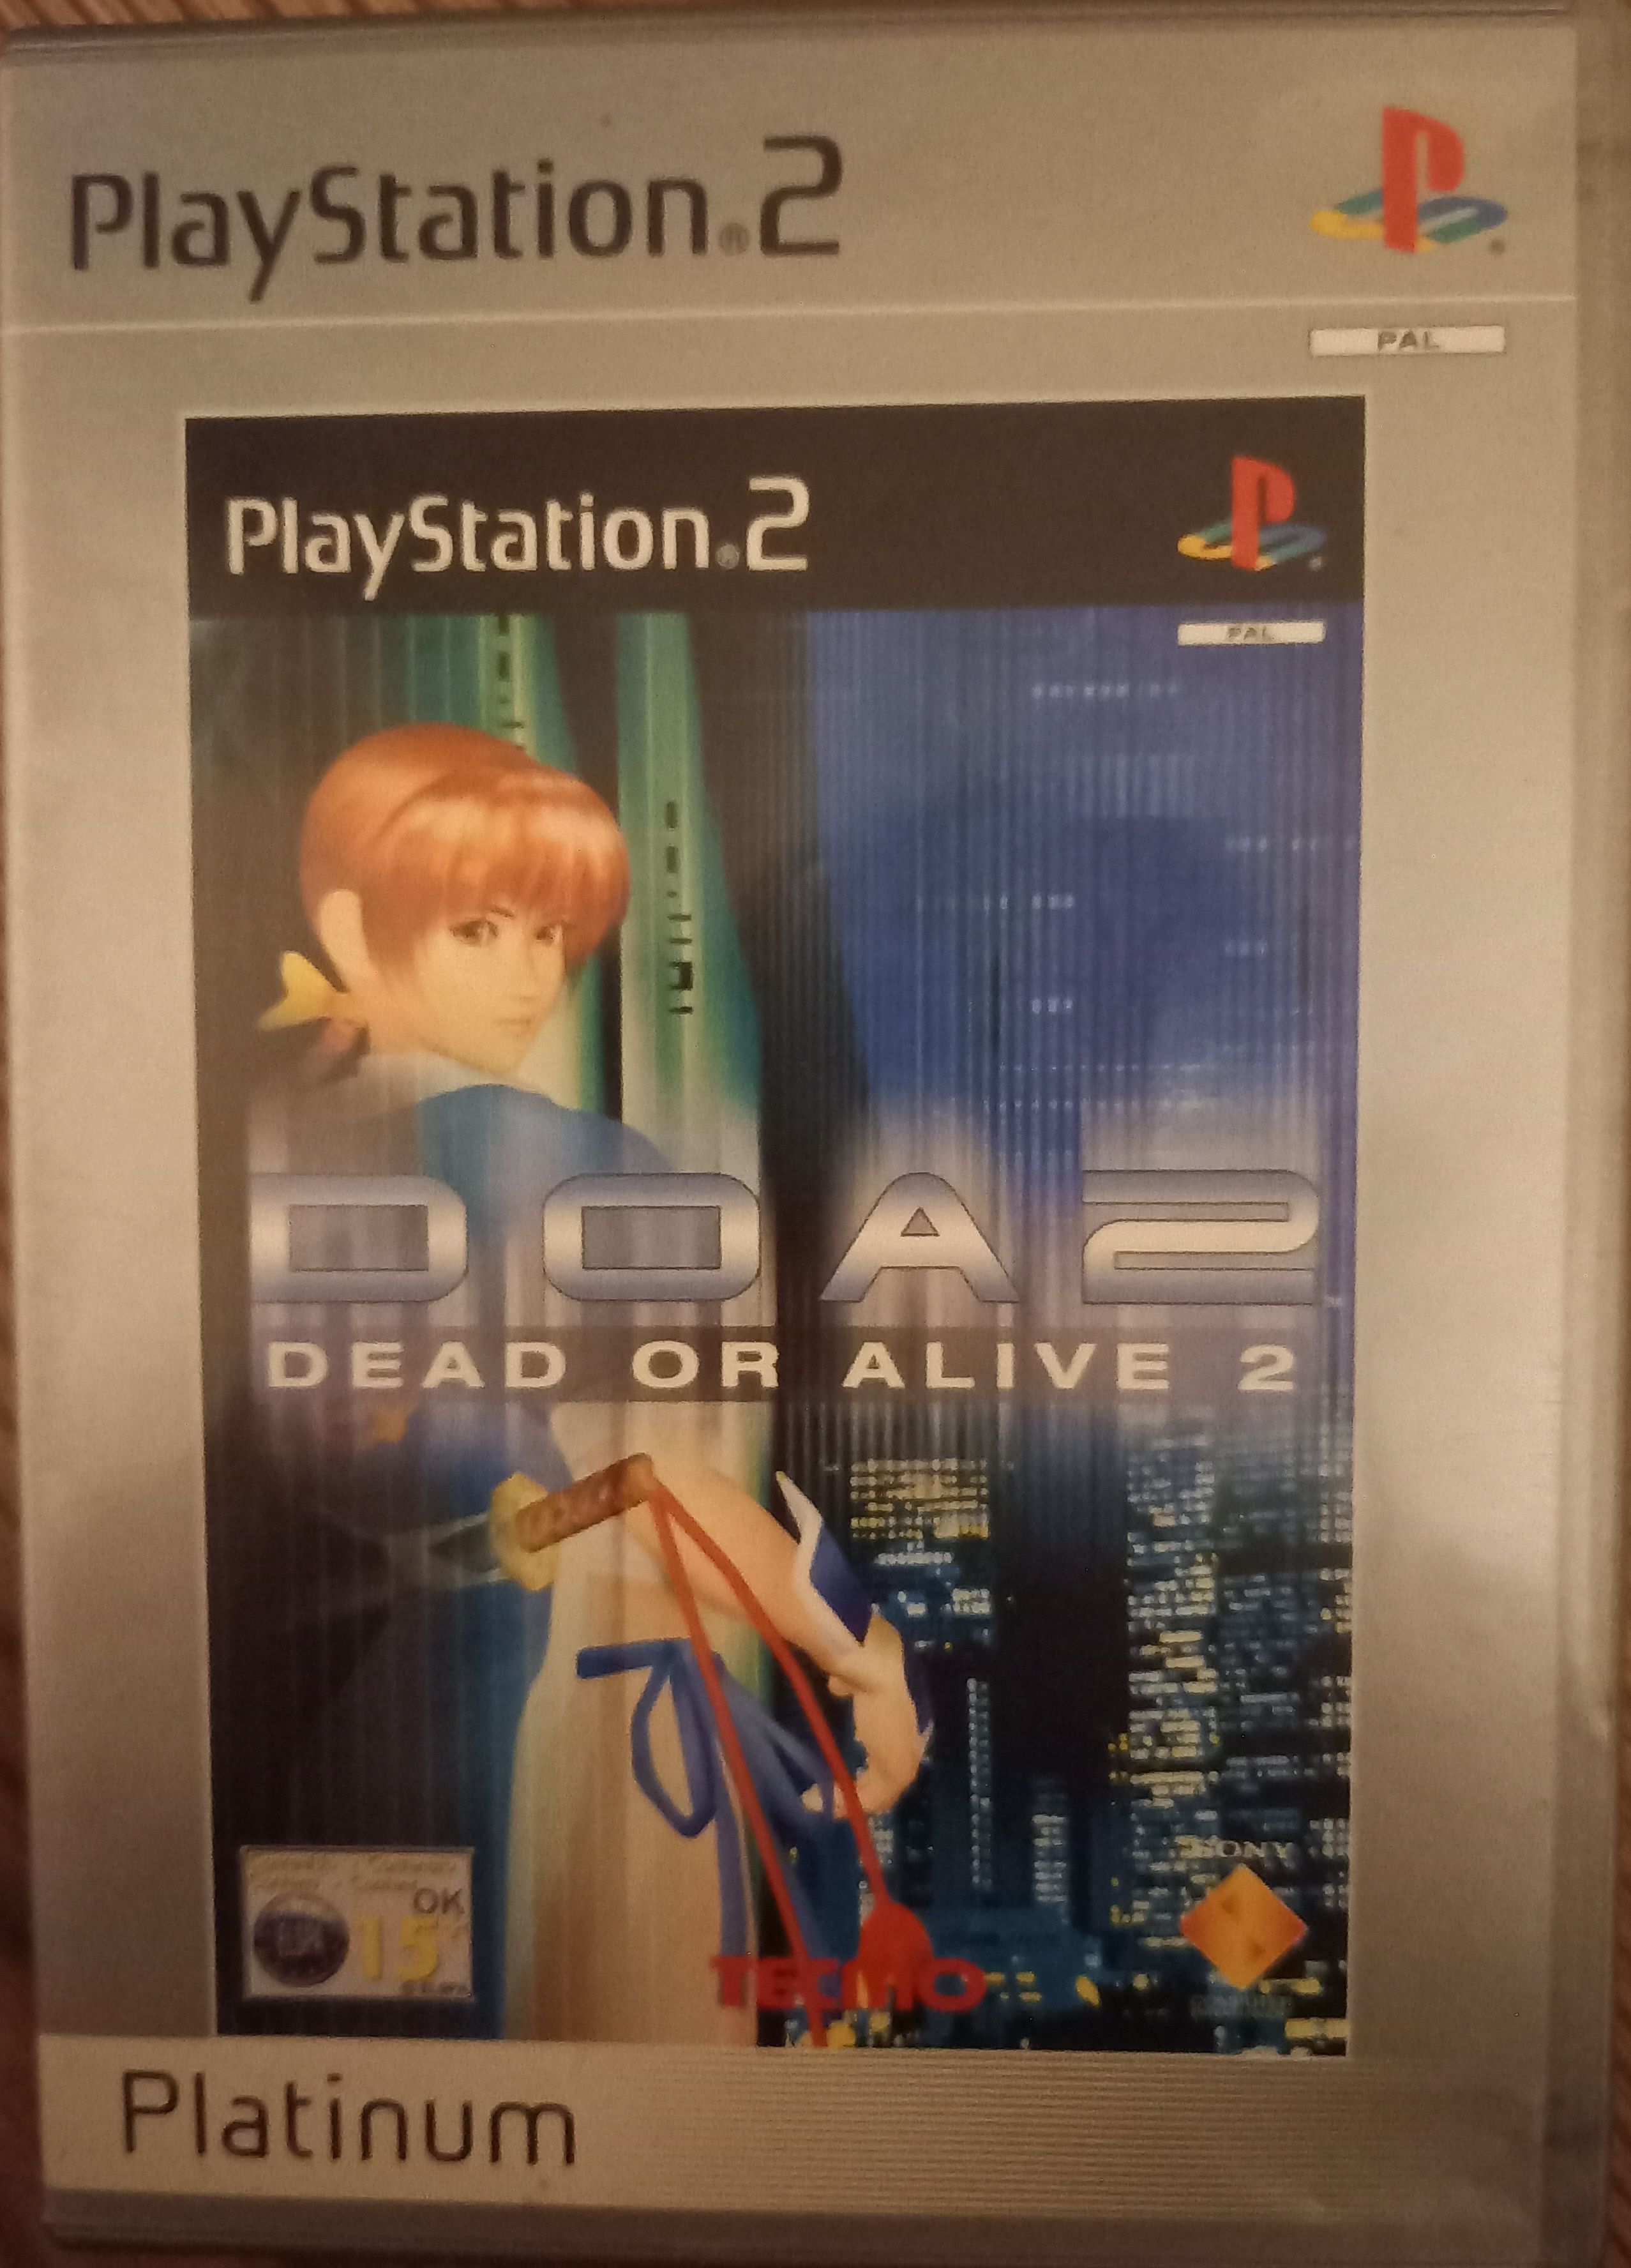 PlayStation®2
PAL
PlayStation®2
PAL
DOA2
DEAD OR ALIVE 2
OK
15+
SONY
TECMO
Platinum